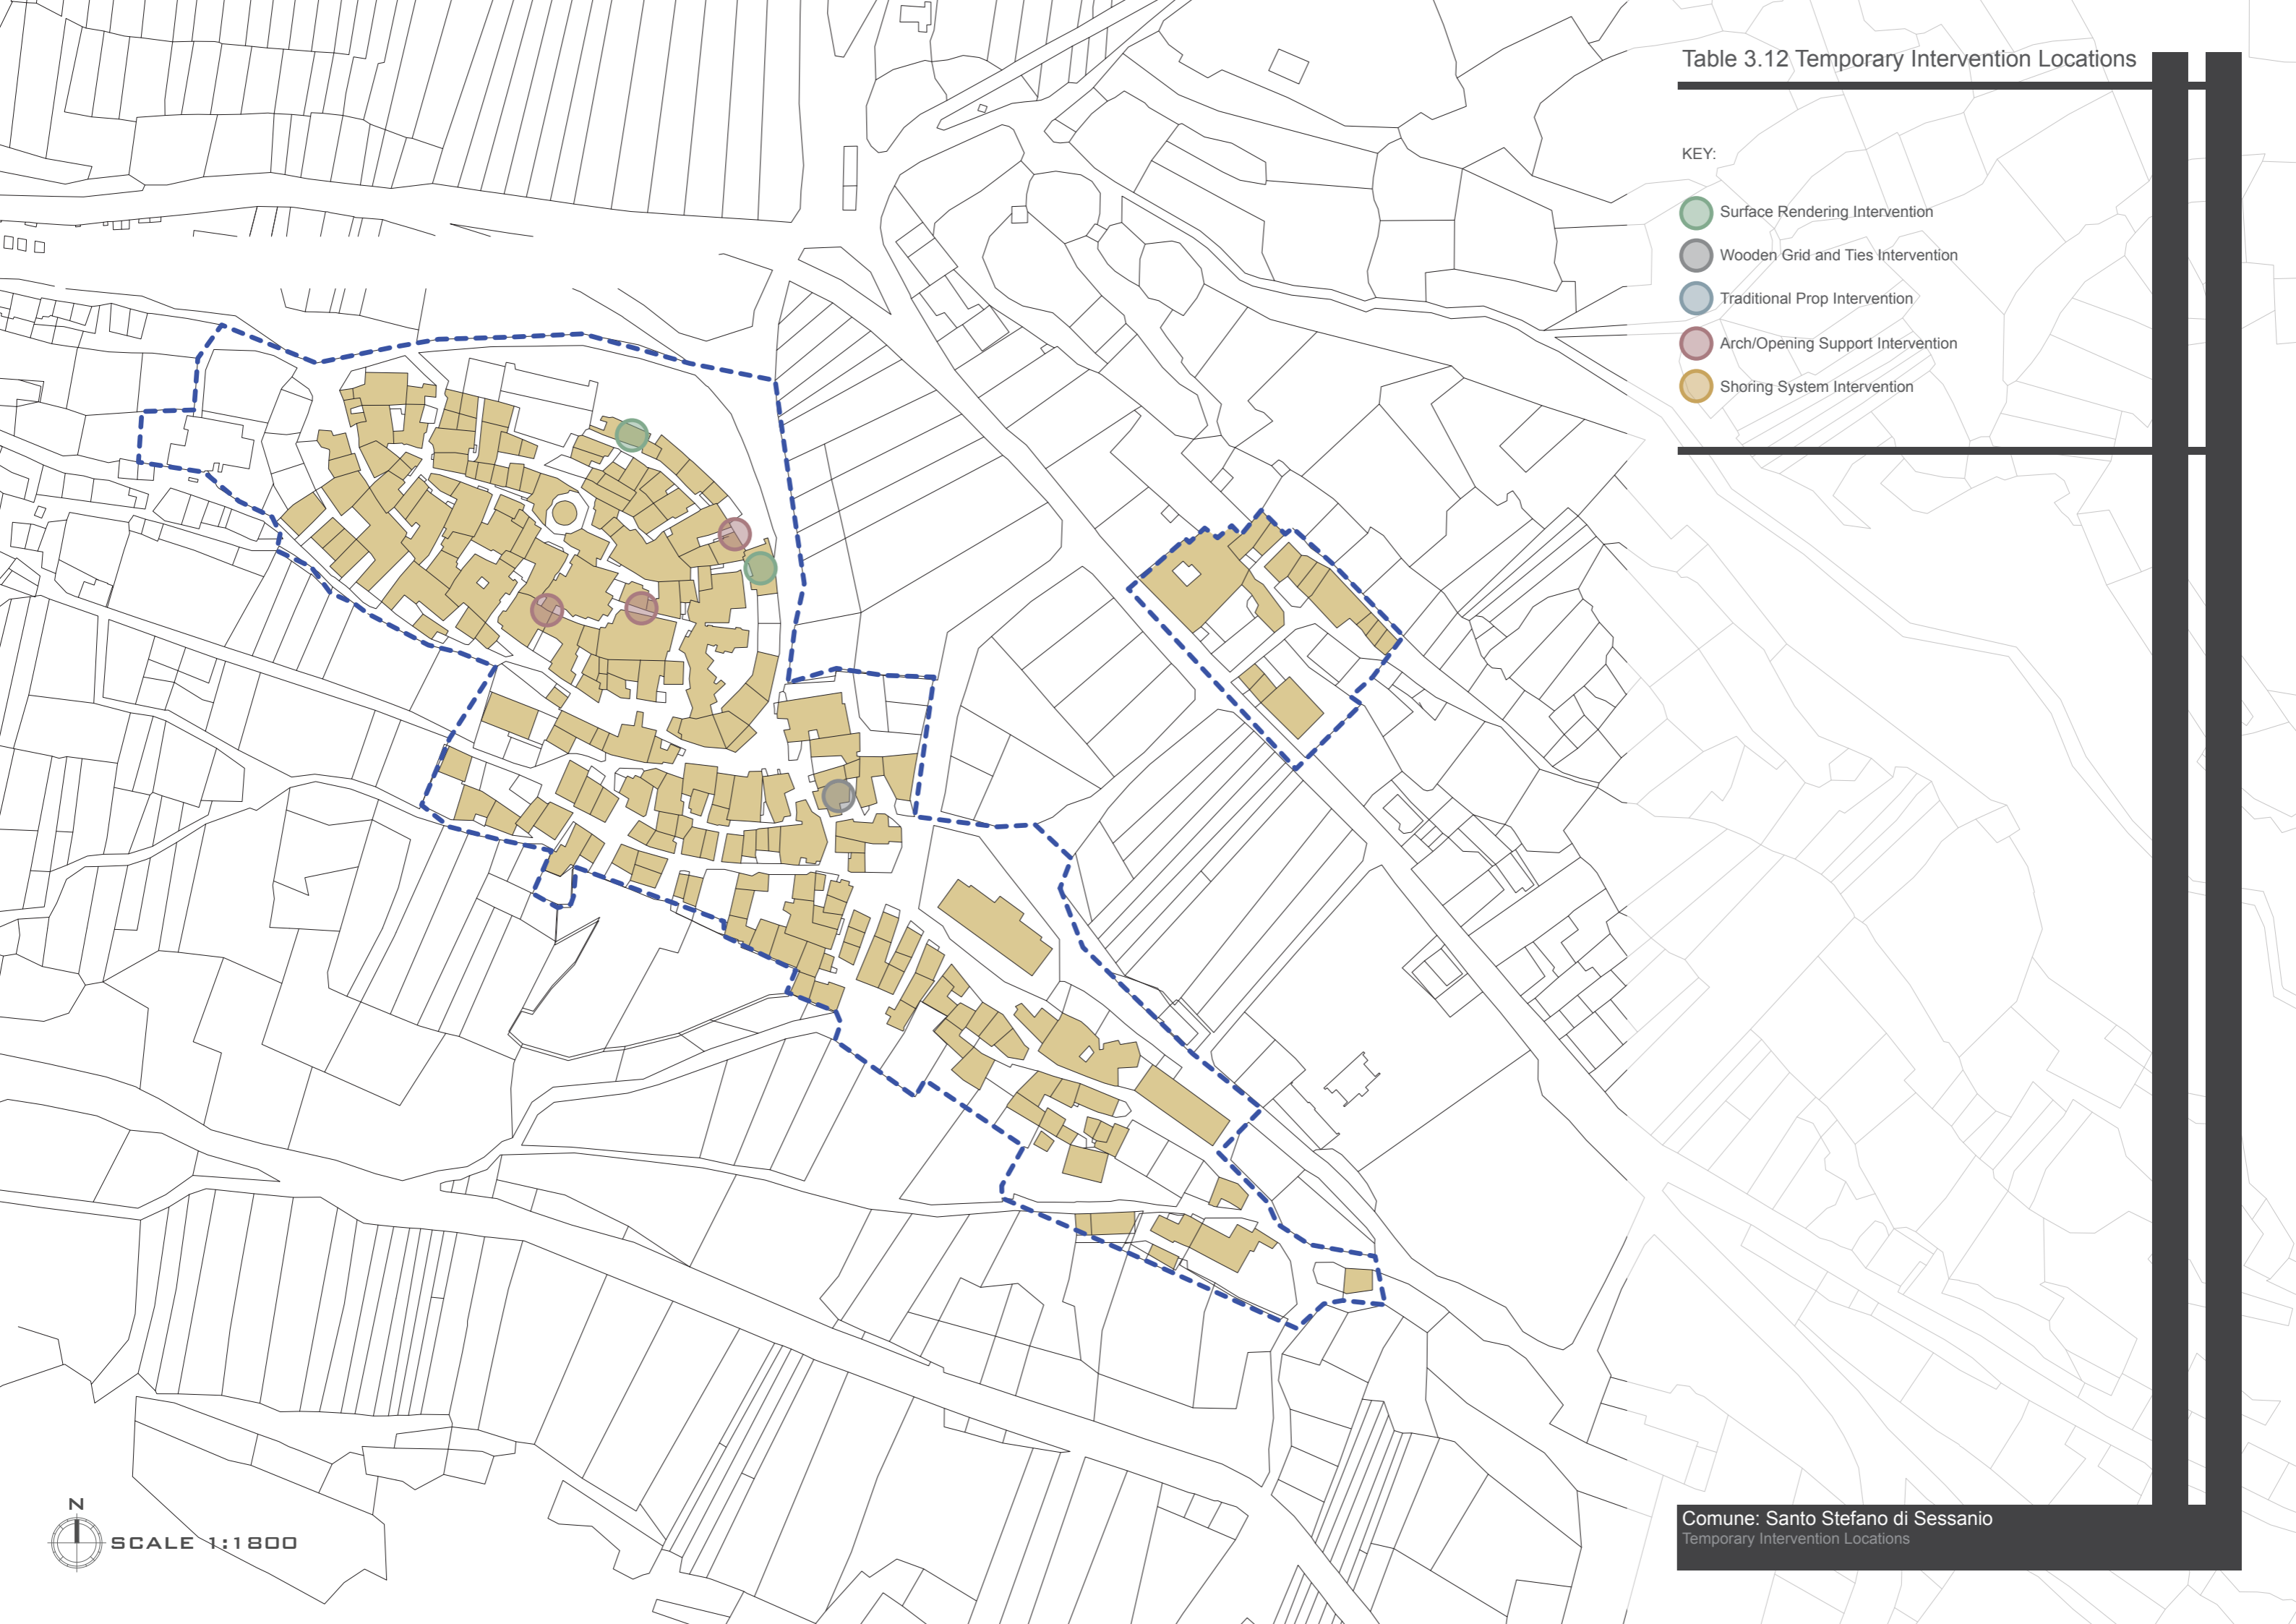 Table 3.12 Temporary Intervention Locations
KEY:
Surface Rendering Intervention
Wooden Grid and Ties Intervention
Traditional Prop Intervention
Arch/Opening Support Intervention
Shoring System Intervention
N
SCALE 1:1800
Comune: Santo Stefano di Sessanio
Temporary Intervention Locations